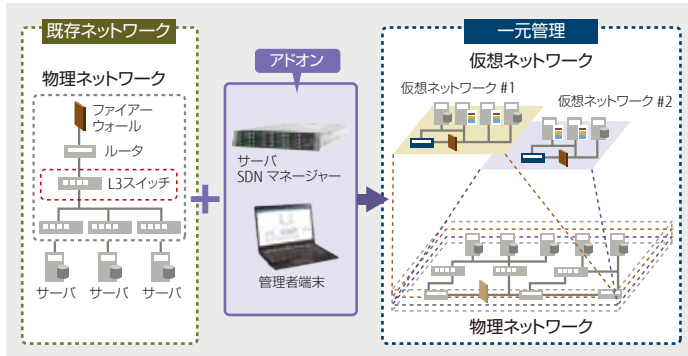 既存ネットワーク
物理ネットワーク
ファイアー
ウォール
ルータ
L3スイッチ
サーバ
サーバ
サーバ
アドオン
サーバ
SDN マネージャー
管理者端末
一元管理
仮想ネットワーク
仮想ネットワーク #1
仮想ネットワーク #2
物理ネットワーク